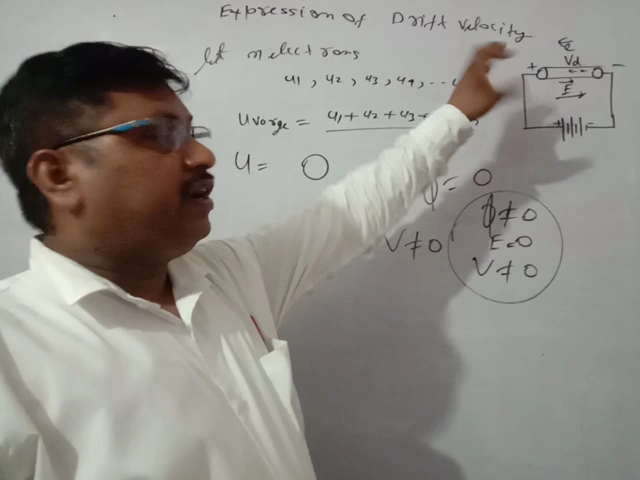 Expression of Drift Velocity
let n electrons
u1, u2, u3, u4, ...
u = u1 + u2 + u3 +
u = 0
φ = 0
V ≠ 0
φ ≠ 0
E = 0
V ≠ 0
+ Vd -
E